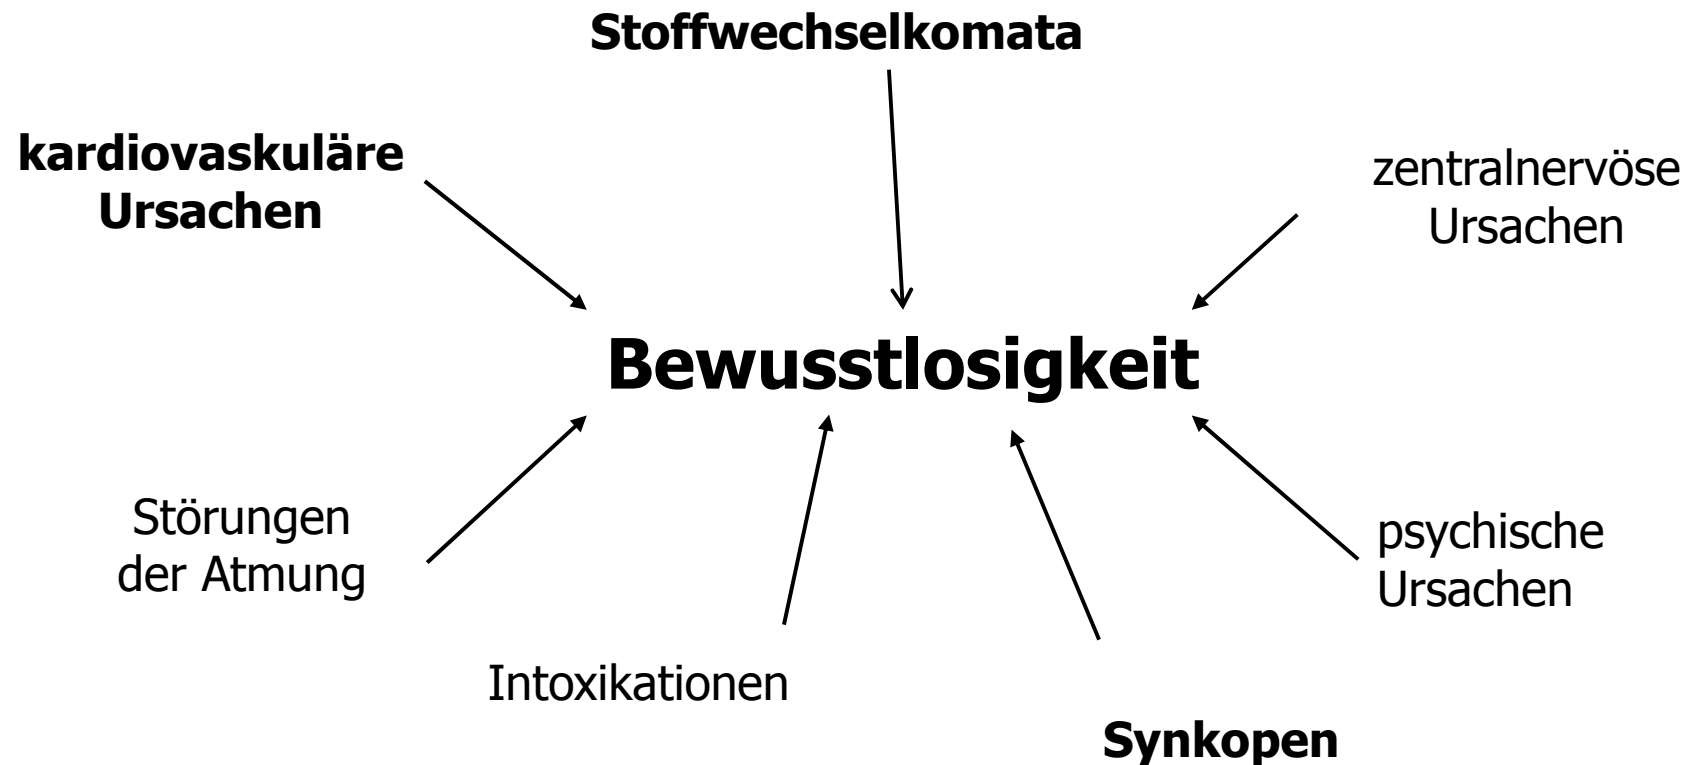 Stoffwechselkomata
kardiovaskuläre
Ursachen
zentralnervöse
Ursachen
Bewusstlosigkeit
Störungen
der Atmung
psychische
Ursachen
Intoxikationen
Synkopen